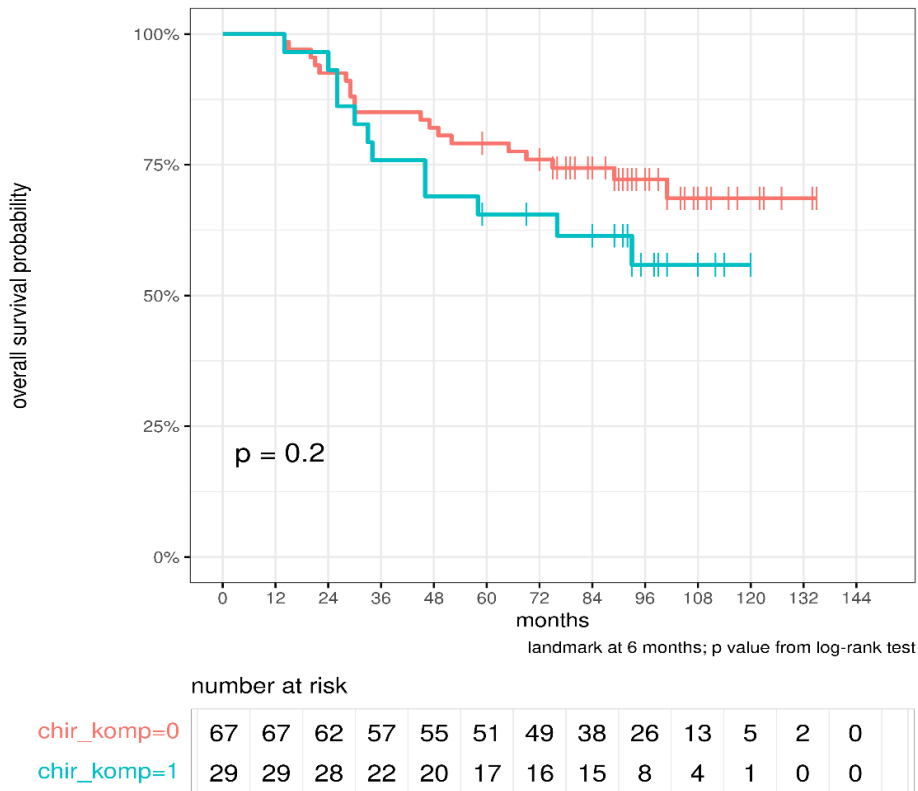 overall survival probability
100%
75%
50%
25%
0%
p = 0.2
0 12 24 36 48 60 72 84 96 108 120 132 144
months
landmark at 6 months; p value from log-rank test
number at risk
chir_komp=0 67 67 62 57 55 51 49 38 26 13 5 2 0
chir_komp=1 29 29 28 22 20 17 16 15 8 4 1 0 0